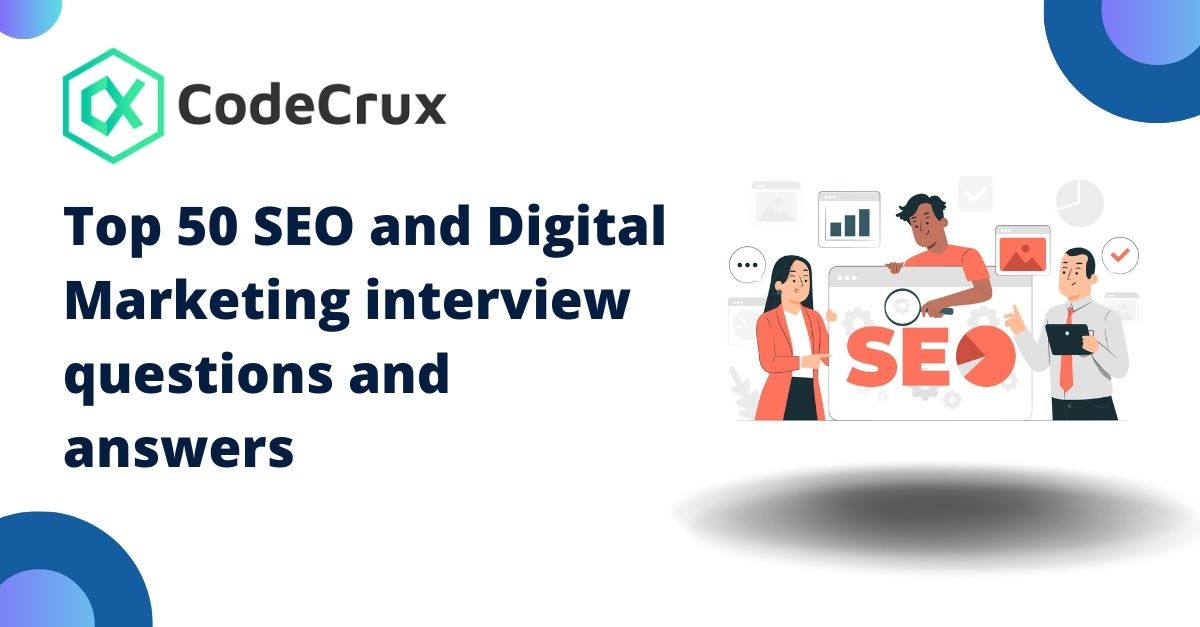 CodeCrux
Top 50 SEO and Digital
Marketing interview
questions and
answers
SEO